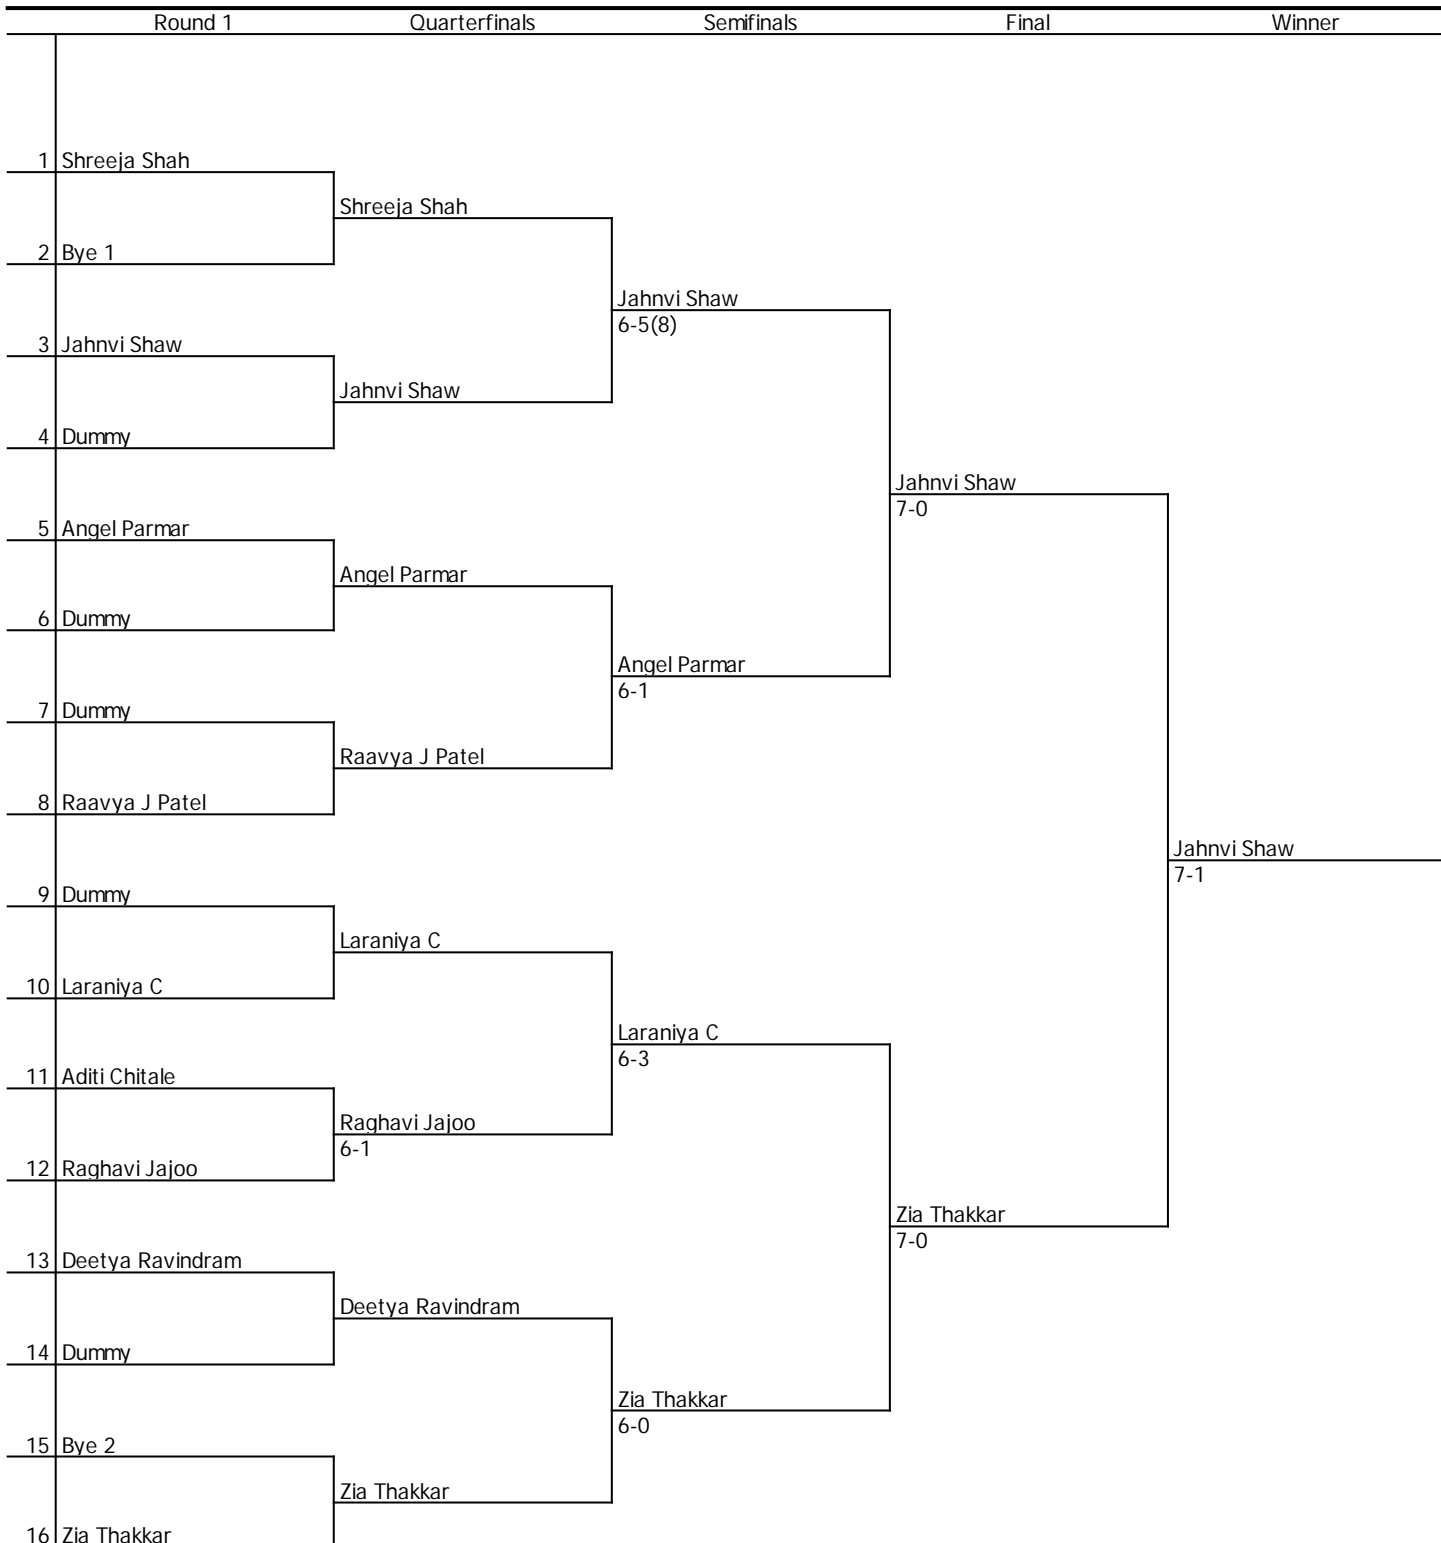 Round 1 Quarterfinals Semifinals Final Winner
1 Shreeja Shah
Shreeja Shah
2 Bye 1
Jahnvi Shaw
6-5(8)
3 Jahnvi Shaw
Jahnvi Shaw
4 Dummy
Jahnvi Shaw
7-0
5 Angel Parmar
Angel Parmar
6 Dummy
Angel Parmar
6-1
7 Dummy
Raavya J Patel
8 Raavya J Patel
Jahnvi Shaw
7-1
9 Dummy
Laraniya C
10 Laraniya C
Laraniya C
6-3
11 Aditi Chitale
Raghavi Jajoo
6-1
12 Raghavi Jajoo
Zia Thakkar
7-0
13 Deetya Ravindram
Deetya Ravindram
14 Dummy
Zia Thakkar
6-0
15 Bye 2
Zia Thakkar
16 Zia Thakkar